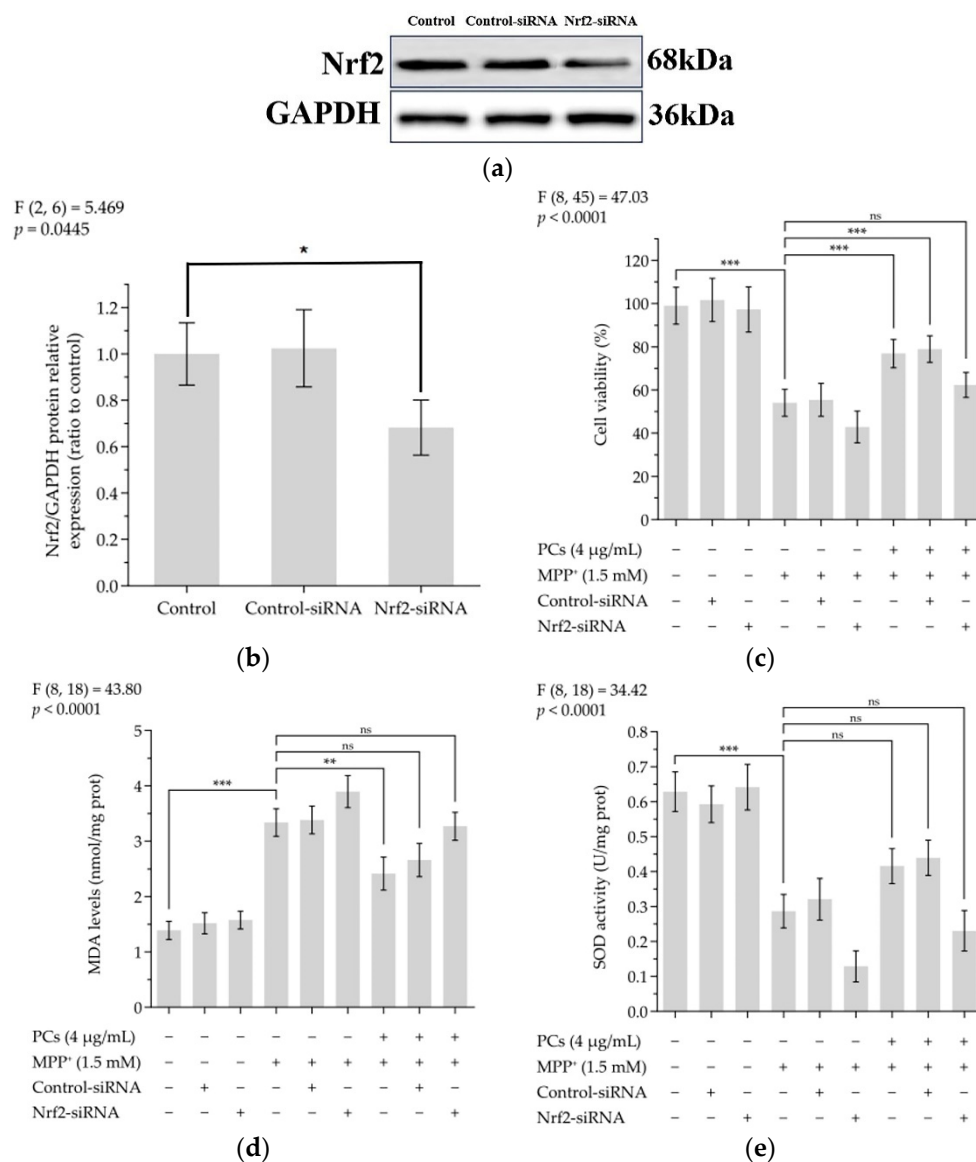 Control Control-siRNA Nrf2-siRNA
Nrf2 68kDa
GAPDH 36kDa
(a)
F (2, 6) = 5.469
p = 0.0445
*
Nrf2/GAPDH protein relative
expression (ratio to control)
1.2
1.0
0.8
0.6
0.4
0.2
0.0
Control Control-siRNA Nrf2-siRNA
(b)
F (8, 45) = 47.03
p < 0.0001
ns
***
***
***
Cell viability (%)
120
100
80
60
40
20
0
PCs (4 μg/mL) – – – – – – + + +
MPP⁺ (1.5 mM) – – – + + + + + +
Control-siRNA – + – – + – – + –
Nrf2-siRNA – – + – – + – – +
(c)
F (8, 18) = 43.80
p < 0.0001
ns
ns
**
***
MDA levels (nmol/mg prot)
5
4
3
2
1
0
PCs (4 μg/mL) – – – – – – + + +
MPP⁺ (1.5 mM) – – – + + + + + +
Control-siRNA – + – – + – – + –
Nrf2-siRNA – – + – – + – – +
(d)
F (8, 18) = 34.42
p < 0.0001
ns
ns
ns
***
SOD activity (U/mg prot)
0.8
0.7
0.6
0.5
0.4
0.3
0.2
0.1
0.0
PCs (4 μg/mL) – – – – – – + + +
MPP⁺ (1.5 mM) – – – + + + + + +
Control-siRNA – + – – + – – + –
Nrf2-siRNA – – + – – + – – +
(e)